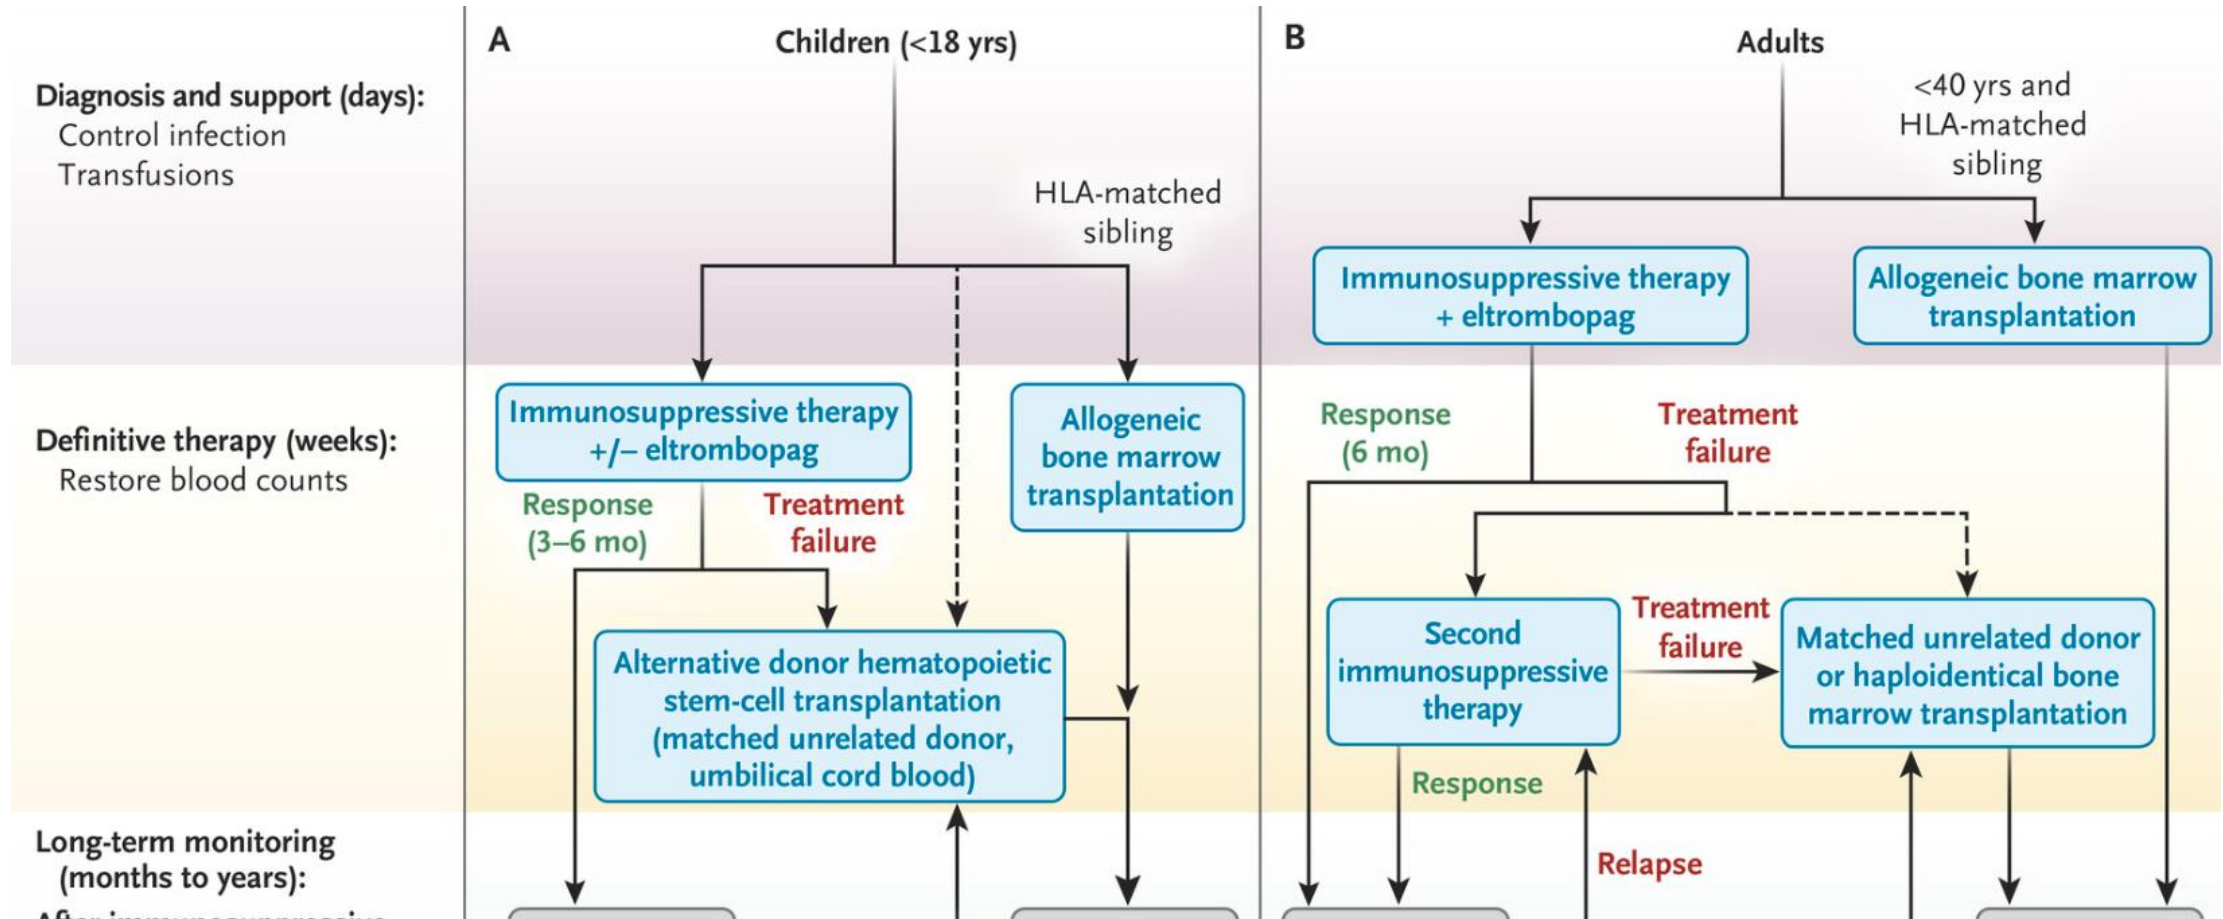 Diagnosis and support (days):
Control infection
Transfusions
Definitive therapy (weeks):
Restore blood counts
Long-term monitoring
(months to years):
After immunosuppressive
A
Children (<18 yrs)
HLA-matched
sibling
Immunosuppressive therapy
+/– eltrombopag
Allogeneic
bone marrow
transplantation
Response
(3–6 mo)
Treatment
failure
Alternative donor hematopoietic
stem-cell transplantation
(matched unrelated donor,
umbilical cord blood)
B
Adults
<40 yrs and
HLA-matched
sibling
Immunosuppressive therapy
+ eltrombopag
Allogeneic bone marrow
transplantation
Response
(6 mo)
Treatment
failure
Second
immunosuppressive
therapy
Treatment
failure
Matched unrelated donor
or haploidentical bone
marrow transplantation
Response
Relapse